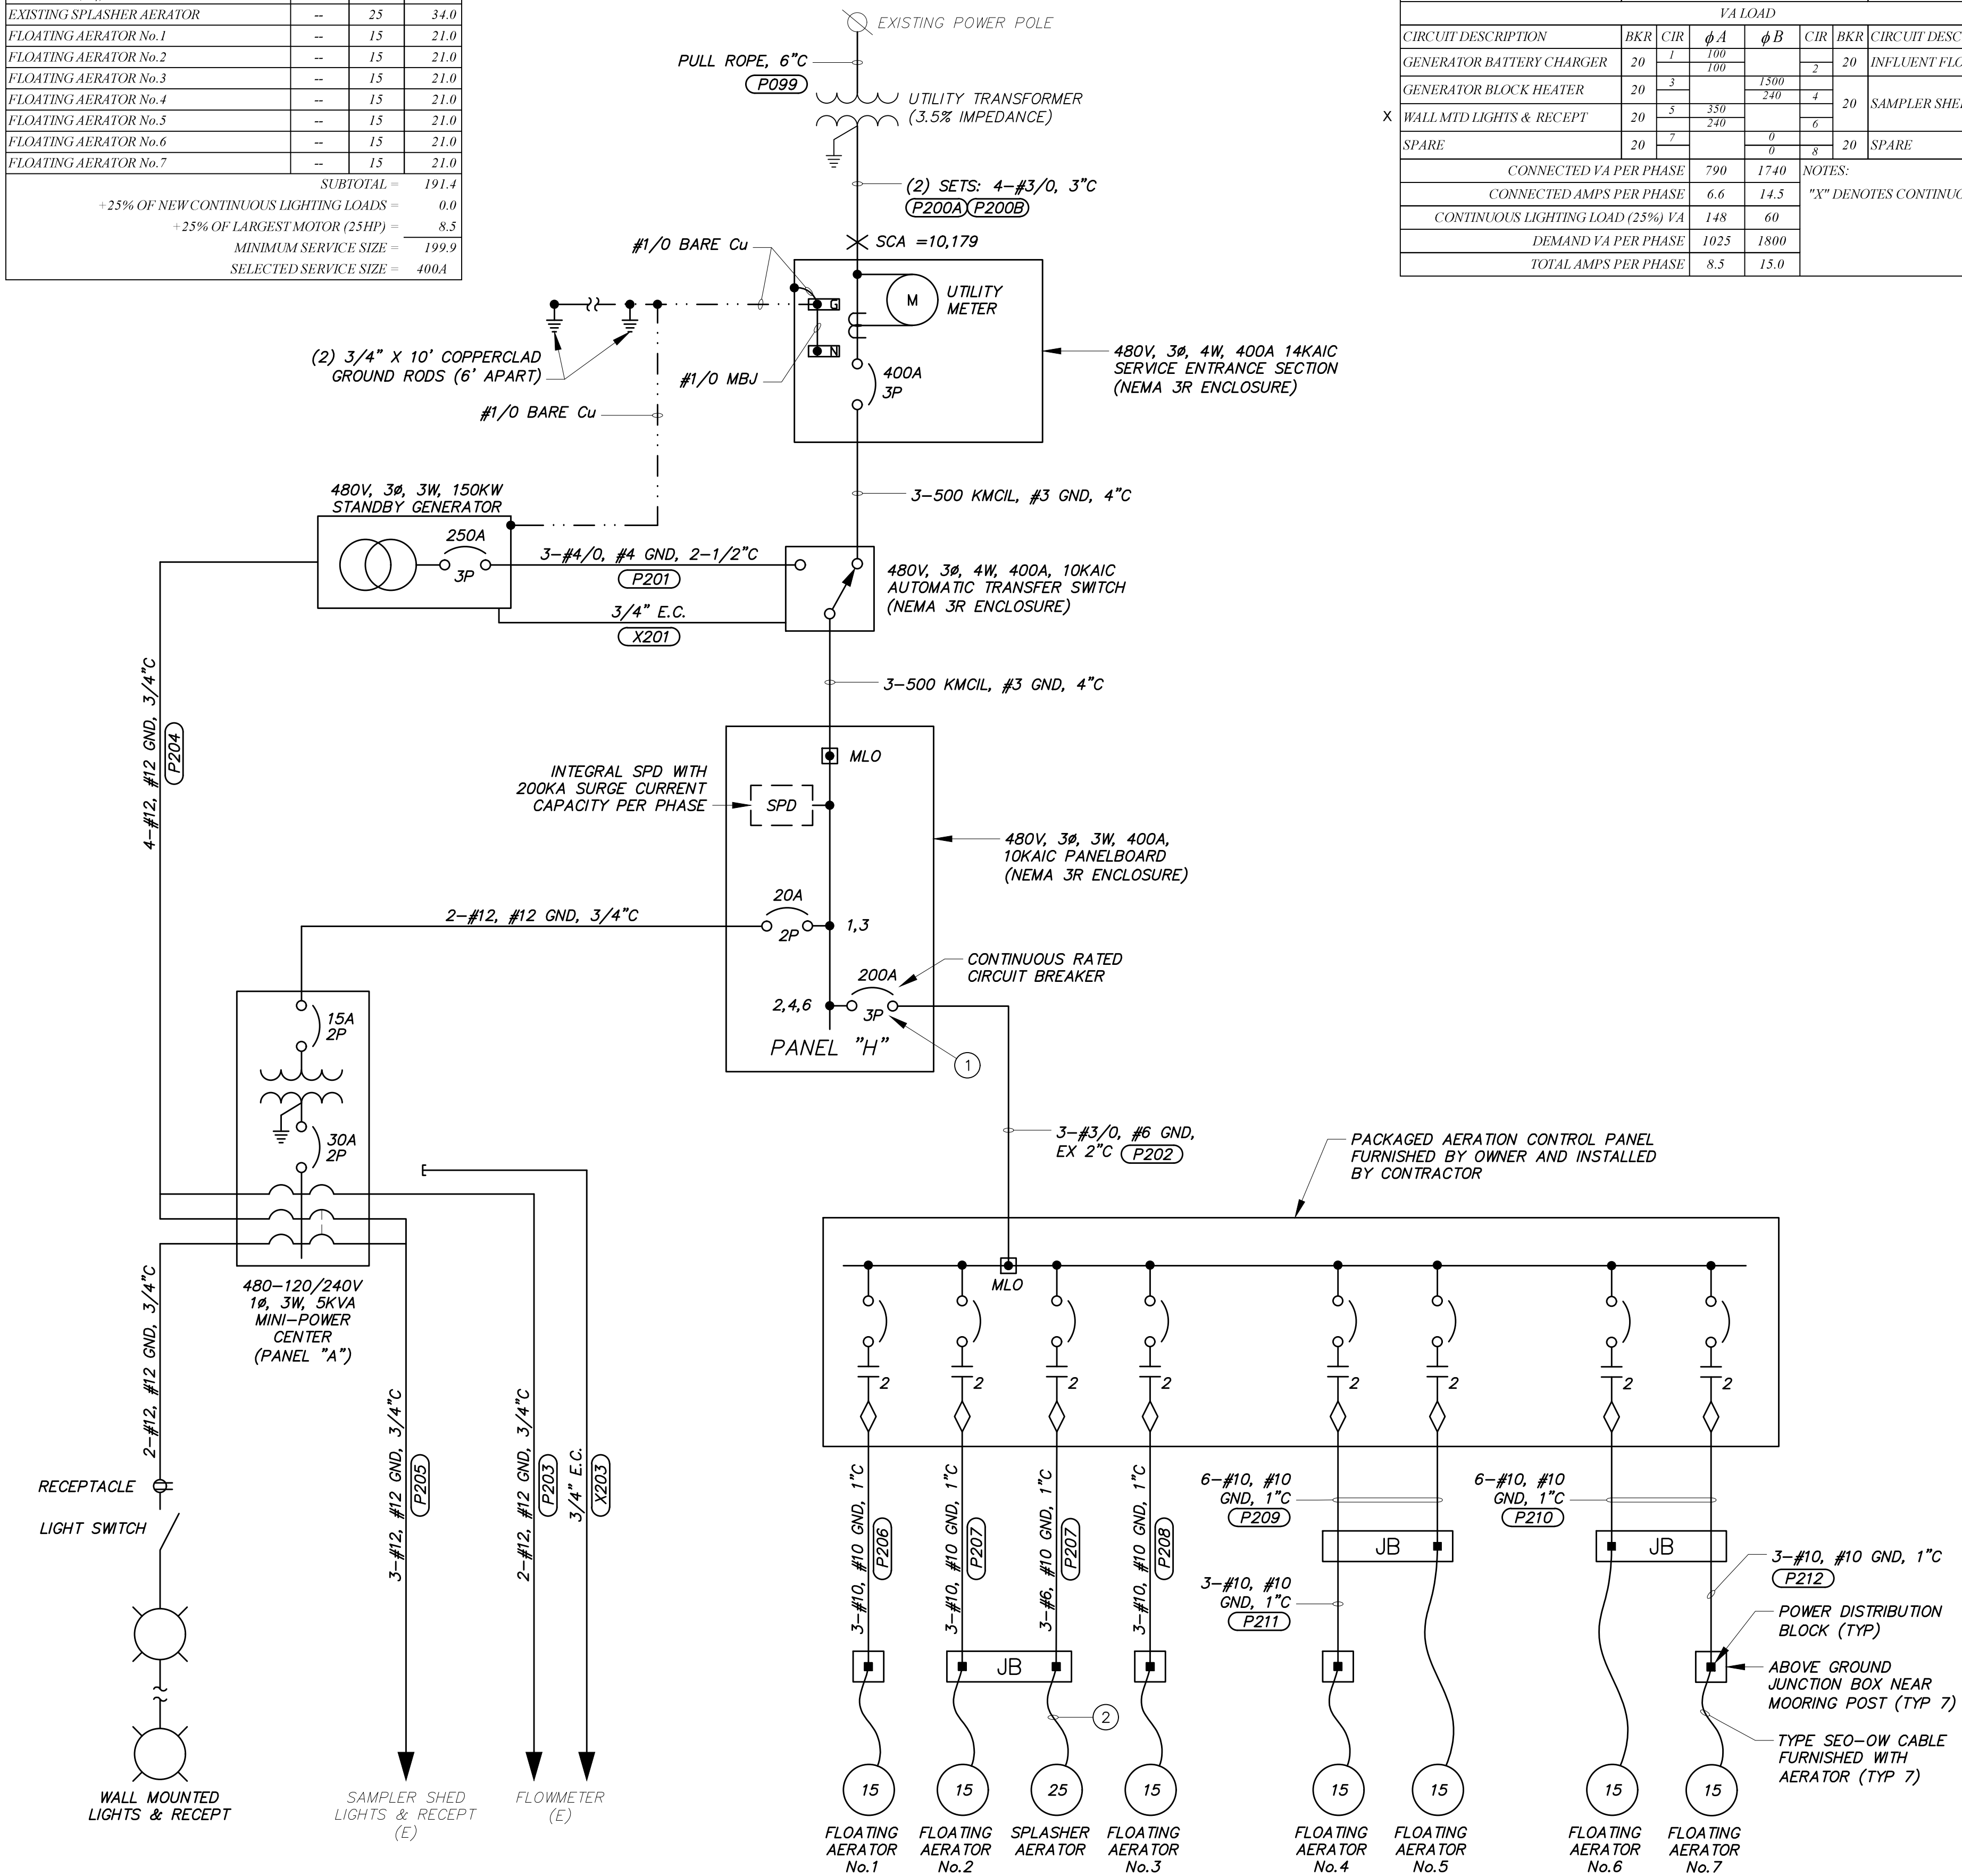 EXISTING SPLASHER AERATOR -- 25 34.0
FLOATING AERATOR No.1 -- 15 21.0
FLOATING AERATOR No.2 -- 15 21.0
FLOATING AERATOR No.3 -- 15 21.0
FLOATING AERATOR No.4 -- 15 21.0
FLOATING AERATOR No.5 -- 15 21.0
FLOATING AERATOR No.6 -- 15 21.0
FLOATING AERATOR No.7 -- 15 21.0
SUBTOTAL = 191.4
+25% OF NEW CONTINUOUS LIGHTING LOADS = 0.0
+25% OF LARGEST MOTOR (25HP) = 8.5
MINIMUM SERVICE SIZE = 199.9
SELECTED SERVICE SIZE = 400A
VA LOAD
CIRCUIT DESCRIPTION BKR CIR ϕA ϕB CIR BKR CIRCUIT DESC
GENERATOR BATTERY CHARGER 20 1 100 100 2 20 INFLUENT FLO
GENERATOR BLOCK HEATER 20 3 1500 240 4
20 SAMPLER SHE
X WALL MTD LIGHTS & RECEPT 20 5 350 240 6
SPARE 20 7 0 0 8 20 SPARE
CONNECTED VA PER PHASE 790 1740 NOTES:
CONNECTED AMPS PER PHASE 6.6 14.5 "X" DENOTES CONTINUO
CONTINUOUS LIGHTING LOAD (25%) VA 148 60
DEMAND VA PER PHASE 1025 1800
TOTAL AMPS PER PHASE 8.5 15.0
EXISTING POWER POLE
PULL ROPE, 6"C
P099
UTILITY TRANSFORMER
(3.5% IMPEDANCE)
(2) SETS: 4-#3/0, 3"C
P200A P200B
SCA =10,179
#1/0 BARE Cu
G
N
M
UTILITY
METER
(2) 3/4" X 10' COPPERCLAD
GROUND RODS (6' APART)
#1/0 MBJ
400A
3P
480V, 3ø, 4W, 400A 14KAIC
SERVICE ENTRANCE SECTION
(NEMA 3R ENCLOSURE)
#1/0 BARE Cu
3-500 KMCIL, #3 GND, 4"C
480V, 3ø, 3W, 150KW
STANDBY GENERATOR
250A
3P
3-#4/0, #4 GND, 2-1/2"C
P201
3/4" E.C.
X201
480V, 3ø, 4W, 400A, 10KAIC
AUTOMATIC TRANSFER SWITCH
(NEMA 3R ENCLOSURE)
4-#12, #12 GND, 3/4"C
P204
3-500 KMCIL, #3 GND, 4"C
MLO
INTEGRAL SPD WITH
200KA SURGE CURRENT
CAPACITY PER PHASE
SPD
480V, 3ø, 3W, 400A,
10KAIC PANELBOARD
(NEMA 3R ENCLOSURE)
2-#12, #12 GND, 3/4"C
20A
2P
1,3
CONTINUOUS RATED
CIRCUIT BREAKER
200A
3P
2,4,6
PANEL "H"
1
15A
2P
30A
2P
480-120/240V
1ø, 3W, 5KVA
MINI-POWER
CENTER
(PANEL "A")
3-#3/0, #6 GND,
EX 2"C P202
PACKAGED AERATION CONTROL PANEL
FURNISHED BY OWNER AND INSTALLED
BY CONTRACTOR
MLO
2 2 2 2 2 2 2 2
2-#12, #12 GND, 3/4"C
3-#12, #12 GND, 3/4"C
P205
2-#12, #12 GND, 3/4"C
P203
3/4" E.C.
X203
RECEPTACLE
LIGHT SWITCH
3-#10, #10 GND, 1"C
P206
3-#10, #10 GND, 1"C
P207
3-#6, #10 GND, 1"C
P207
3-#10, #10 GND, 1"C
P208
6-#10, #10
GND, 1"C
P209
6-#10, #10
GND, 1"C
P210
JB
JB
3-#10, #10
GND, 1"C
P211
3-#10, #10 GND, 1"C
P212
JB
POWER DISTRIBUTION
BLOCK (TYP)
ABOVE GROUND
JUNCTION BOX NEAR
MOORING POST (TYP 7)
2
TYPE SEO-OW CABLE
FURNISHED WITH
AERATOR (TYP 7)
15 15 25 15 15 15 15 15
WALL MOUNTED
LIGHTS & RECEPT
SAMPLER SHED
LIGHTS & RECEPT
(E)
FLOWMETER
(E)
FLOATING
AERATOR
No.1
FLOATING
AERATOR
No.2
SPLASHER
AERATOR
FLOATING
AERATOR
No.3
FLOATING
AERATOR
No.4
FLOATING
AERATOR
No.5
FLOATING
AERATOR
No.6
FLOATING
AERATOR
No.7